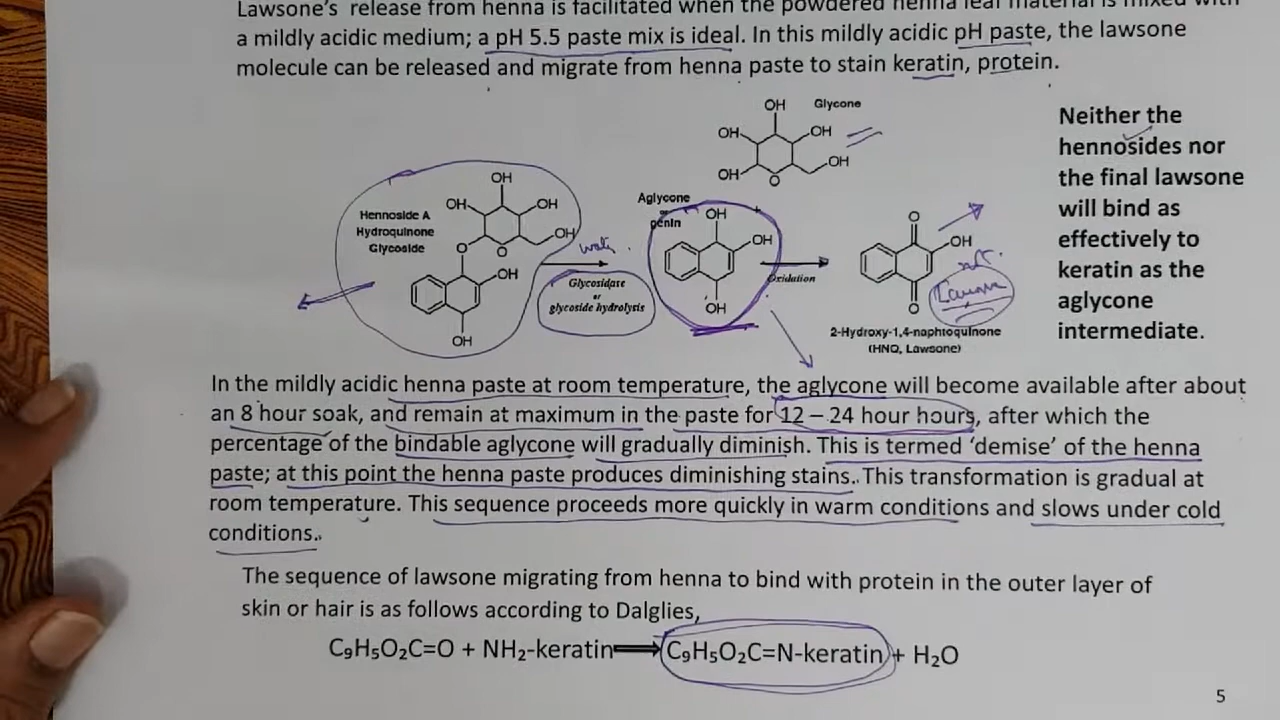 Lawsone's release from henna is facilitated when the powdered henna leaf material is mixed with
a mildly acidic medium; a pH 5.5 paste mix is ideal. In this mildly acidic pH paste, the lawsone
molecule can be released and migrate from henna paste to stain keratin, protein.
OH Glycone
OH OH
OH O OH
Hennoside A
Hydroquinone
Glycoside
OH
OH OH
OH
O O
OH
OH
Glycosidase
or
glycoside hydrolysis
Aglycone
or
genin
OH
OH
OH
Oxidation
O
OH
O
2-Hydroxy-1,4-naphtoquinone
(HNQ, Lawsone)
Neither the
hennosides nor
the final lawsone
will bind as
effectively to
keratin as the
aglycone
intermediate.
In the mildly acidic henna paste at room temperature, the aglycone will become available after about
an 8 hour soak, and remain at maximum in the paste for 12 – 24 hour hours, after which the
percentage of the bindable aglycone will gradually diminish. This is termed 'demise' of the henna
paste; at this point the henna paste produces diminishing stains. This transformation is gradual at
room temperature. This sequence proceeds more quickly in warm conditions and slows under cold
conditions.
The sequence of lawsone migrating from henna to bind with protein in the outer layer of
skin or hair is as follows according to Dalglies,
C₉H₅O₂C=O + NH₂-keratin⟹C₉H₅O₂C=N-keratin + H₂O
5